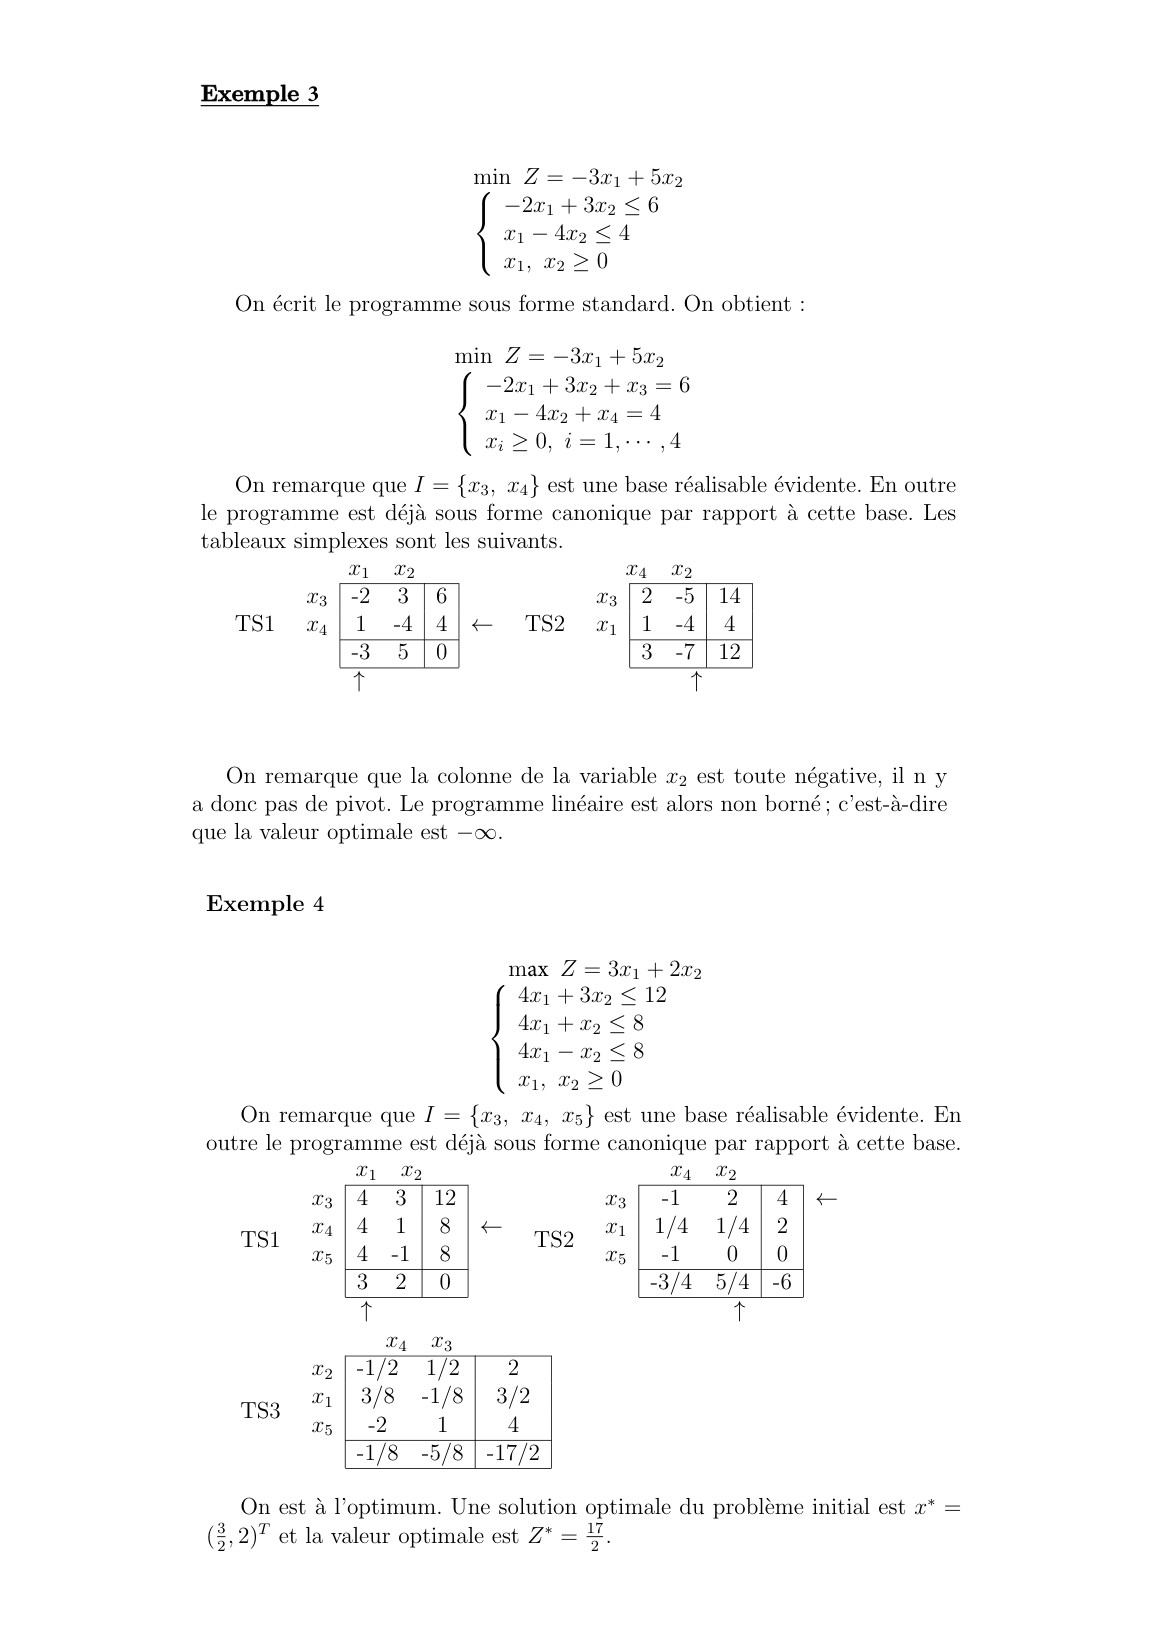 Exemple 3
min Z = −3x₁ + 5x₂
−2x₁ + 3x₂ ≤ 6
x₁ − 4x₂ ≤ 4
x₁, x₂ ≥ 0
On écrit le programme sous forme standard. On obtient :
min Z = −3x₁ + 5x₂
−2x₁ + 3x₂ + x₃ = 6
x₁ − 4x₂ + x₄ = 4
xᵢ ≥ 0, i = 1, ⋯ , 4
On remarque que I = {x₃, x₄} est une base réalisable évidente. En outre
le programme est déjà sous forme canonique par rapport à cette base. Les
tableaux simplexes sont les suivants.
x₁ x₂
x₃ -2 3 6
TS1 x₄ 1 -4 4 ←
-3 5 0
↑
x₄ x₂
x₃ 2 -5 14
TS2 x₁ 1 -4 4
3 -7 12
↑
On remarque que la colonne de la variable x₂ est toute négative, il n y
a donc pas de pivot. Le programme linéaire est alors non borné ; c'est-à-dire
que la valeur optimale est −∞.
Exemple 4
max Z = 3x₁ + 2x₂
4x₁ + 3x₂ ≤ 12
4x₁ + x₂ ≤ 8
4x₁ − x₂ ≤ 8
x₁, x₂ ≥ 0
On remarque que I = {x₃, x₄, x₅} est une base réalisable évidente. En
outre le programme est déjà sous forme canonique par rapport à cette base.
x₁ x₂
x₃ 4 3 12
TS1 x₄ 4 1 8 ←
x₅ 4 -1 8
3 2 0
↑
x₄ x₂
x₃ -1 2 4 ←
TS2 x₁ 1/4 1/4 2
x₅ -1 0 0
-3/4 5/4 -6
↑
x₄ x₃
x₂ -1/2 1/2 2
TS3 x₁ 3/8 -1/8 3/2
x₅ -2 1 4
-1/8 -5/8 -17/2
On est à l'optimum. Une solution optimale du problème initial est x* =
(3/2, 2)ᵀ et la valeur optimale est Z* = 17/2.